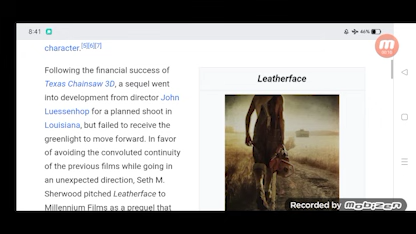 8:41
46%
character.[5][6][7]
Following the financial success of
Texas Chainsaw 3D, a sequel went
into development from director John
Luessenhop for a planned shoot in
Louisiana, but failed to receive the
greenlight to move forward. In favor
of avoiding the convoluted continuity
of the previous films while going in
an unexpected direction, Seth M.
Sherwood pitched Leatherface to
Millennium Films as a prequel that
Leatherface
Recorded by Mobizen